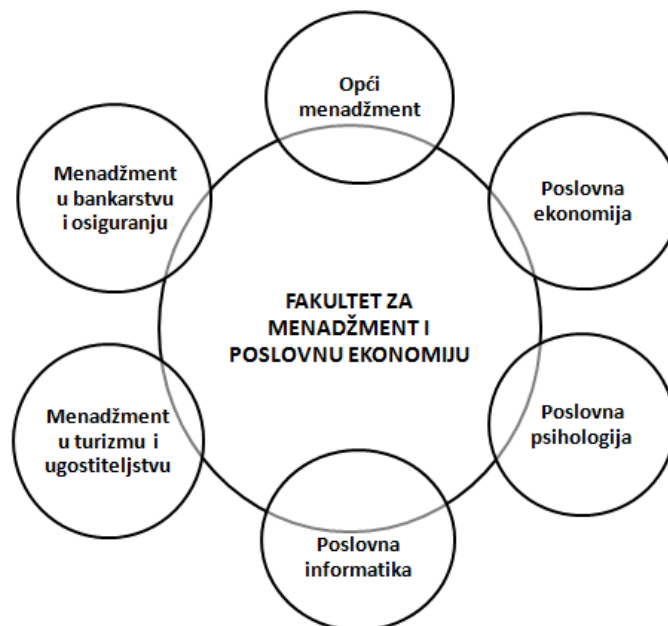 Opći
menadžment
Menadžment
u bankarstvu
i osiguranju
Poslovna
ekonomija
FAKULTET ZA
MENADŽMENT I
POSLOVNU EKONOMIJU
Menadžment
u turizmu i
ugostiteljstvu
Poslovna
psihologija
Poslovna
informatika